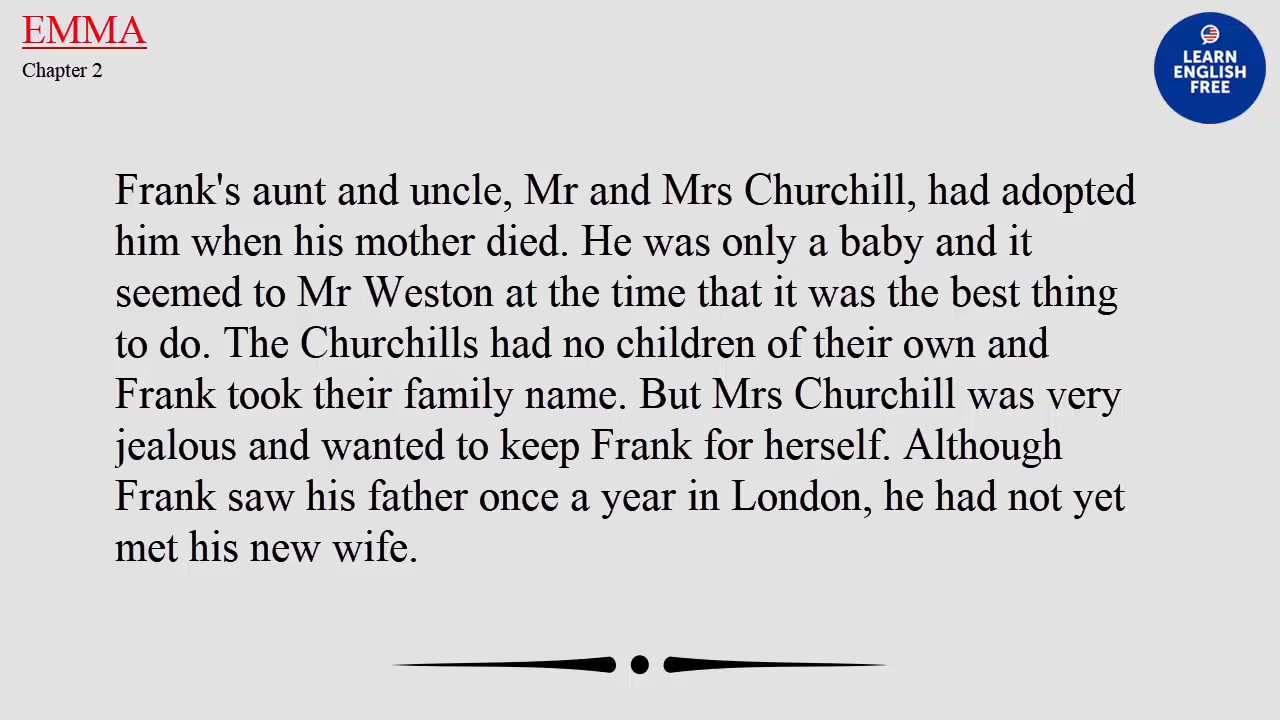 EMMA
Chapter 2
LEARN
ENGLISH
FREE
Frank's aunt and uncle, Mr and Mrs Churchill, had adopted
him when his mother died. He was only a baby and it
seemed to Mr Weston at the time that it was the best thing
to do. The Churchills had no children of their own and
Frank took their family name. But Mrs Churchill was very
jealous and wanted to keep Frank for herself. Although
Frank saw his father once a year in London, he had not yet
met his new wife.